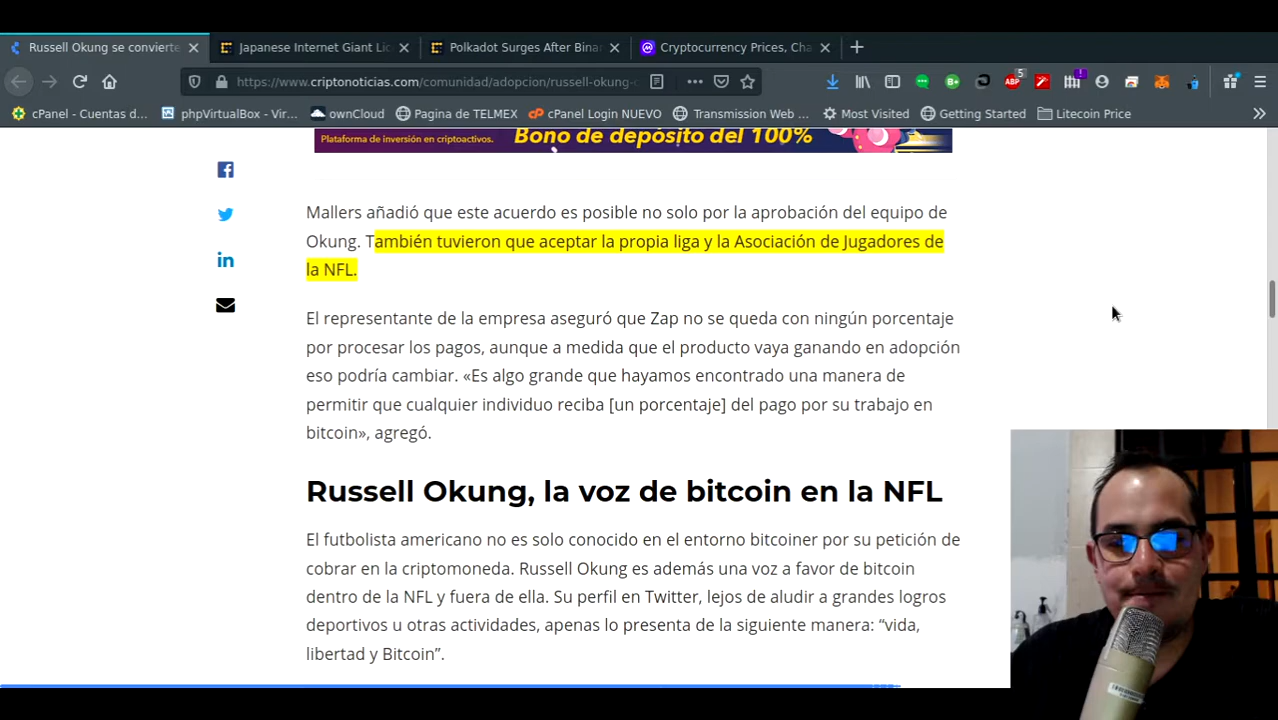 Russell Okung se convierte
Japanese Internet Giant Lic
Polkadot Surges After Binar
Cryptocurrency Prices, Cha
https://www.criptonoticias.com/comunidad/adopcion/russell-okung-
5
cPanel - Cuentas d...
phpVirtualBox - Vir...
ownCloud
Pagina de TELMEX
cPanel Login NUEVO
Transmission Web ...
Most Visited
Getting Started
Litecoin Priced
Plataforma de inversión en criptoactivos.
Bono de depósito del 100%
Mallers añadió que este acuerdo es posible no solo por la aprobación del equipo de
Okung. También tuvieron que aceptar la propia liga y la Asociación de Jugadores de
la NFL.
El representante de la empresa aseguró que Zap no se queda con ningún porcentaje
por procesar los pagos, aunque a medida que el producto vaya ganando en adopción
eso podría cambiar. «Es algo grande que hayamos encontrado una manera de
permitir que cualquier individuo reciba [un porcentaje] del pago por su trabajo en
bitcoin», agregó.
Russell Okung, la voz de bitcoin en la NFL
El futbolista americano no es solo conocido en el entorno bitcoiner por su petición de
cobrar en la criptomoneda. Russell Okung es además una voz a favor de bitcoin
dentro de la NFL y fuera de ella. Su perfil en Twitter, lejos de aludir a grandes logros
deportivos u otras actividades, apenas lo presenta de la siguiente manera: “vida,
libertad y Bitcoin”.